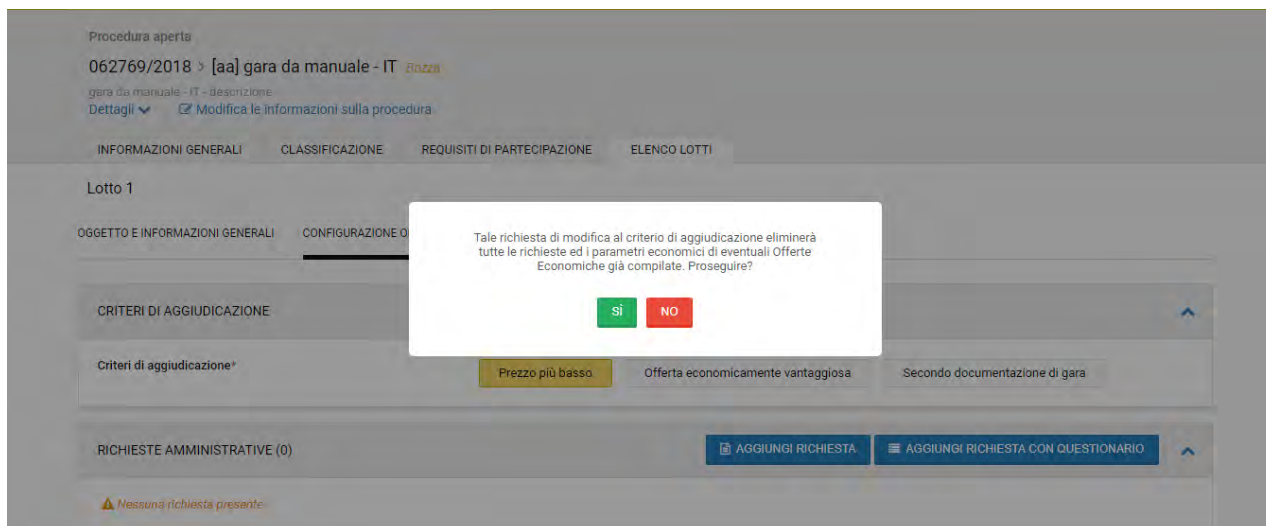 Procedura aperta
062769/2018 > [aa] gara da manuale - IT Bozza
gara da manuale - IT - descrizione
Dettagli Modifica le informazioni sulla procedura
INFORMAZIONI GENERALI CLASSIFICAZIONE REQUISITI DI PARTECIPAZIONE ELENCO LOTTI
Lotto 1
OGGETTO E INFORMAZIONI GENERALI CONFIGURAZIONE O
Tale richiesta di modifica al criterio di aggiudicazione eliminerà
tutte le richieste ed i parametri economici di eventuali Offerte
Economiche già compilate. Proseguire?
SÌ NO
CRITERI DI AGGIUDICAZIONE
Criteri di aggiudicazione* Prezzo più basso Offerta economicamente vantaggiosa Secondo documentazione di gara
RICHIESTE AMMINISTRATIVE (0) AGGIUNGI RICHIESTA AGGIUNGI RICHIESTA CON QUESTIONARIO
Nessuna richiesta presente